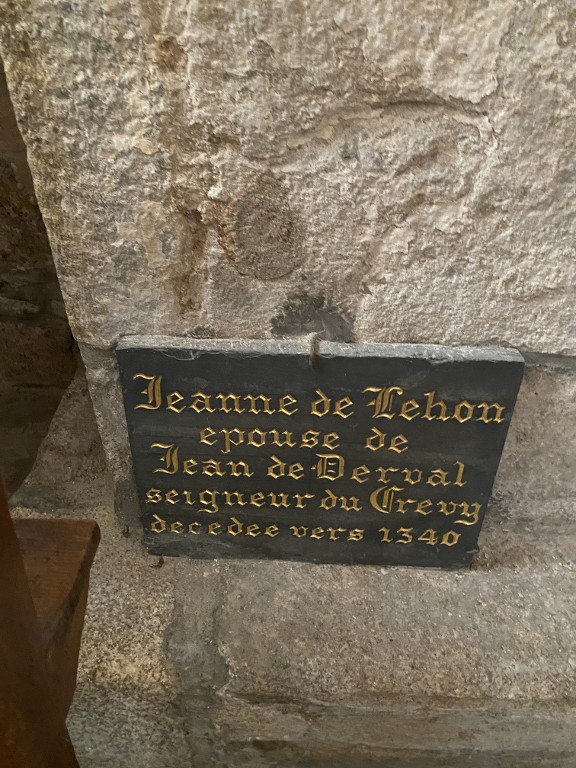 Jeanne de Lehon
epouse de
Jean de Derval
seigneur du Crevy
decedee vers 1340